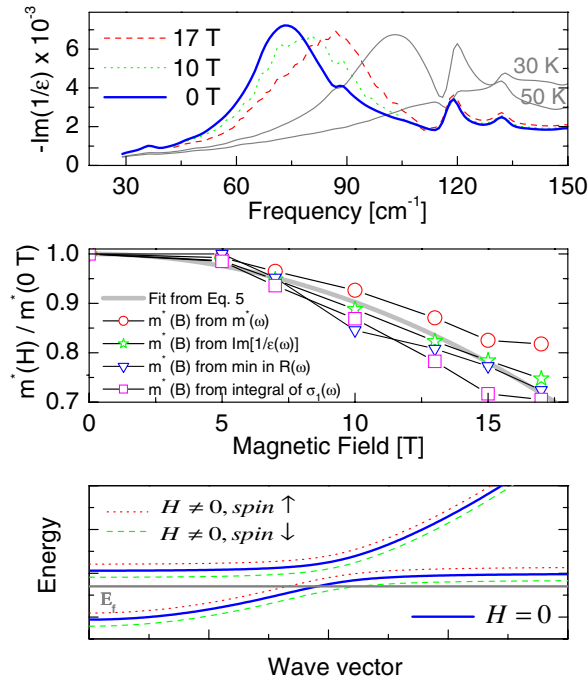 -Im(1/ε) x 10⁻³
8
6
4
2
0
17 T
10 T
0 T
30 K
50 K
30 60 90 120 150
Frequency [cm⁻¹]
m*(H) / m*(0 T)
1.0
0.9
0.8
0.7
Fit from Eq. 5
m* (B) from m*(ω)
m* (B) from Im[1/ε(ω)]
m* (B) from min in R(ω)
m* (B) from integral of σ₁(ω)
0 5 10 15
Magnetic Field [T]
Energy
H ≠ 0, spin ↑
H ≠ 0, spin ↓
E_f
H = 0
Wave vector